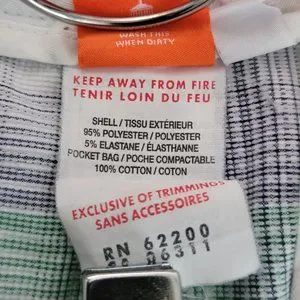 WASH THIS
WHEN DIRTY
KEEP AWAY FROM FIRE
TENIR LOIN DU FEU
SHELL / TISSU EXTÉRIEUR
95% POLYESTER / POLYESTER
5% ELASTANE / ÉLASTHANNE
POCKET BAG / POCHE COMPACTABLE
100% COTTON / COTON
EXCLUSIVE OF TRIMMINGS
SANS ACCESSOIRES
RN 62200
06311